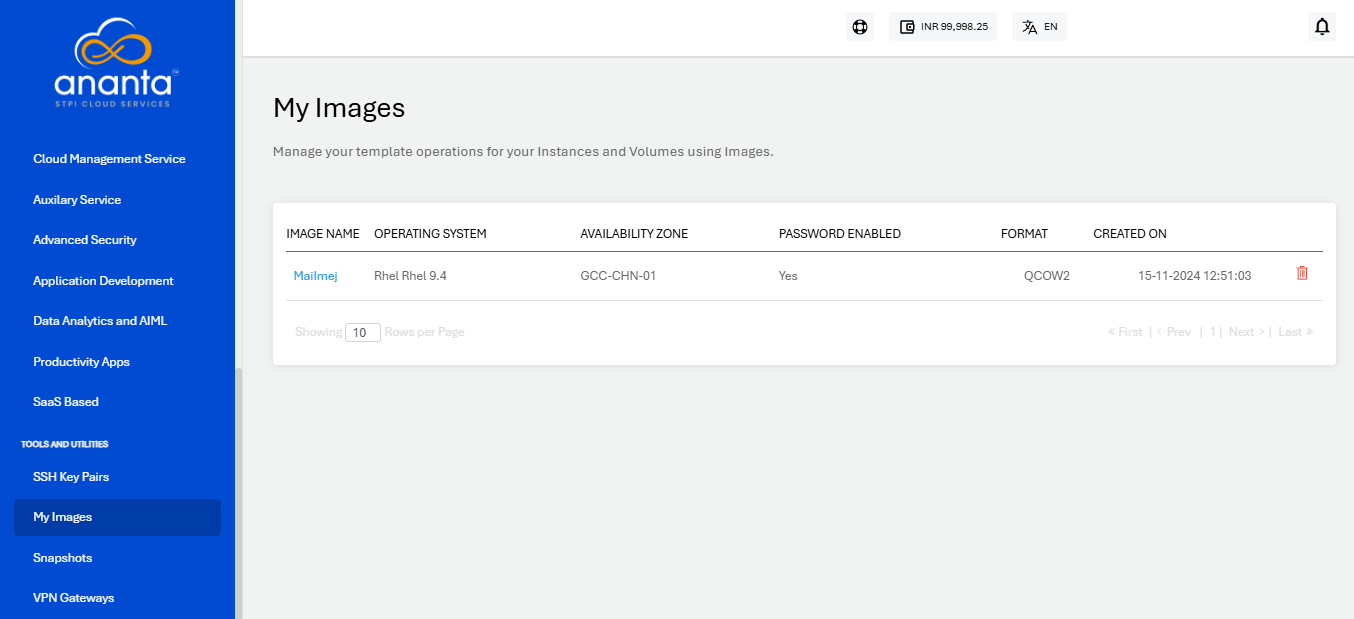 INR 99,998.25
EN
ananta™
STPI CLOUD SERVICES
Cloud Management Service
Auxilary Service
Advanced Security
Application Development
Data Analytics and AIML
Productivity Apps
SaaS Based
TOOLS AND UTILITIES
SSH Key Pairs
My Images
Snapshots
VPN Gateways
My Images
Manage your template operations for your Instances and Volumes using Images.
IMAGE NAME OPERATING SYSTEM AVAILABILITY ZONE PASSWORD ENABLED FORMAT CREATED ON
Mailmej Rhel Rhel 9.4 GCC-CHN-01 Yes QCOW2 15-11-2024 12:51:03
Showing 10 Rows per Page « First | < Prev | 1 | Next > | Last »